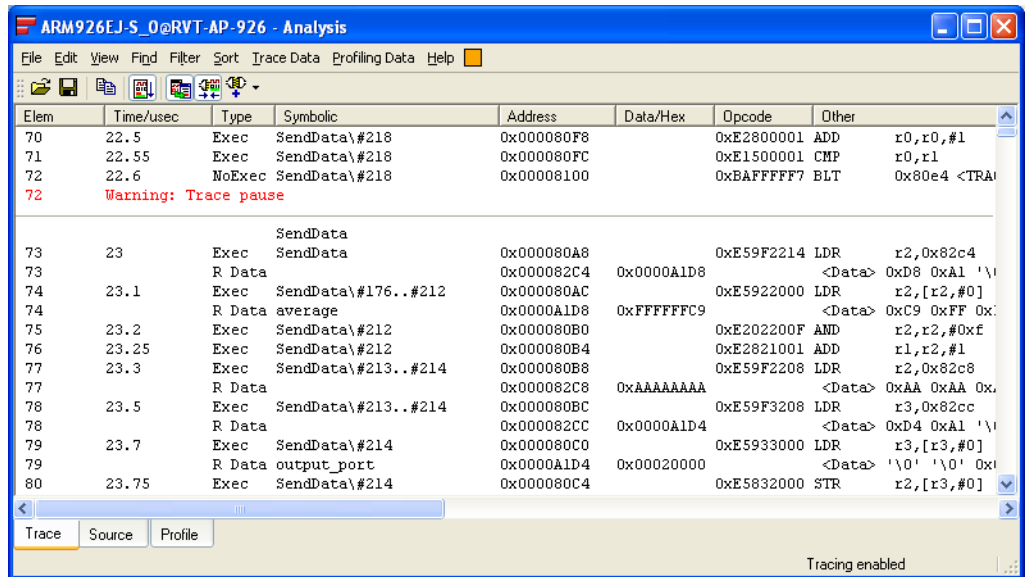 ARM926EJ-S_0@RVT-AP-926 - Analysis
File Edit View Find Filter Sort Trace Data Profiling Data Help
Elem Time/usec Type Symbolic Address Data/Hex Opcode Other
70 22.5 Exec SendData\#218 0x000080F8 0xE2800001 ADD r0,r0,#1
71 22.55 Exec SendData\#218 0x000080FC 0xE1500001 CMP r0,r1
72 22.6 NoExec SendData\#218 0x00008100 0xBAFFFFF7 BLT 0x80e4 <TRA
72 Warning: Trace pause
SendData
73 23 Exec SendData 0x000080A8 0xE59F2214 LDR r2,0x82c4
73 R Data 0x000082C4 0x0000A1D8 <Data> 0xD8 0xA1 '\
74 23.1 Exec SendData\#176..#212 0x000080AC 0xE5922000 LDR r2,[r2,#0]
74 R Data average 0x0000A1D8 0xFFFFFFC9 <Data> 0xC9 0xFF 0x
75 23.2 Exec SendData\#212 0x000080B0 0xE202200F AND r2,r2,#0xf
76 23.25 Exec SendData\#212 0x000080B4 0xE2821001 ADD r1,r2,#1
77 23.3 Exec SendData\#213..#214 0x000080B8 0xE59F2208 LDR r2,0x82c8
77 R Data 0x000082C8 0xAAAAAAAA <Data> 0xAA 0xAA 0x
78 23.5 Exec SendData\#213..#214 0x000080BC 0xE59F3208 LDR r3,0x82cc
78 R Data 0x000082CC 0x0000A1D4 <Data> 0xD4 0xA1 '\
79 23.7 Exec SendData\#214 0x000080C0 0xE5933000 LDR r3,[r3,#0]
79 R Data output_port 0x0000A1D4 0x00020000 <Data> '\0' '\0' 0x
80 23.75 Exec SendData\#214 0x000080C4 0xE5832000 STR r2,[r3,#0]
Trace Source Profile
Tracing enabled